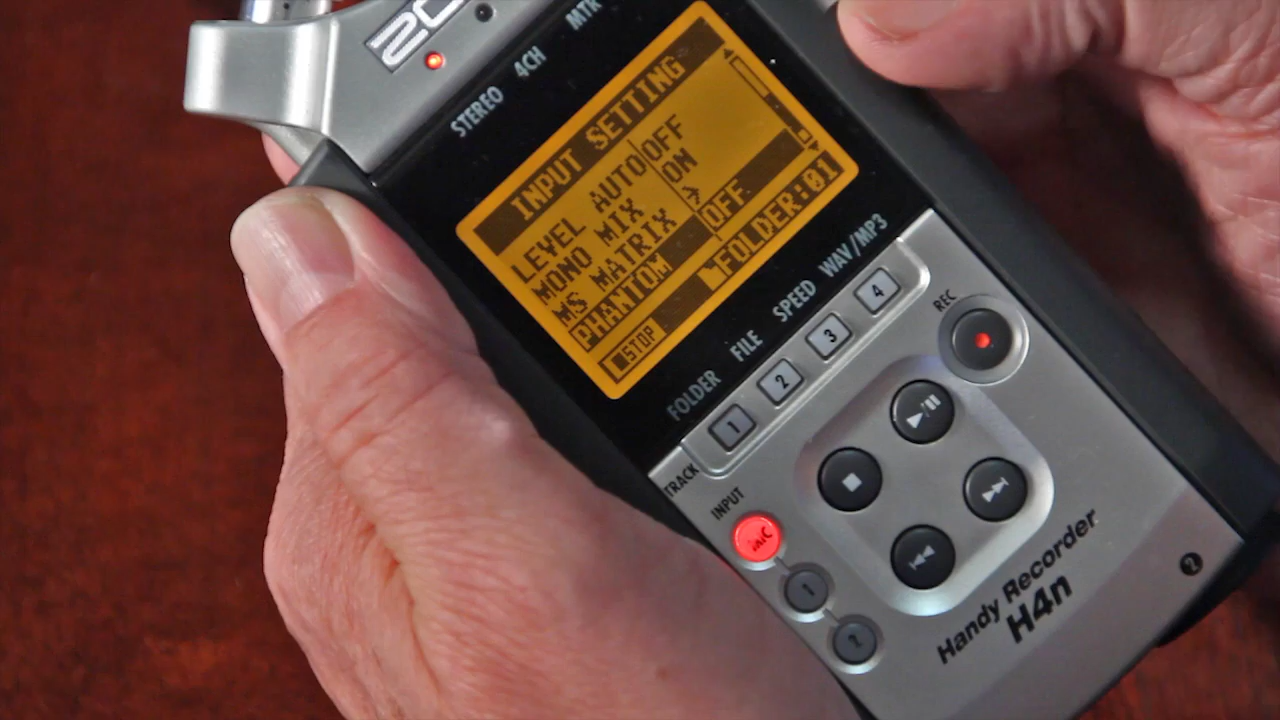 STEREO 4CH MTR
INPUT SETTING
LEVEL AUTO OFF
MONO MIX ON
MS MATRIX
PHANTOM OFF
STOP FOLDER:01
FOLDER FILE SPEED WAV/MP3
TRACK 1 2 3 4
REC
INPUT
MIC
1
2
Handy Recorder
H4n
2